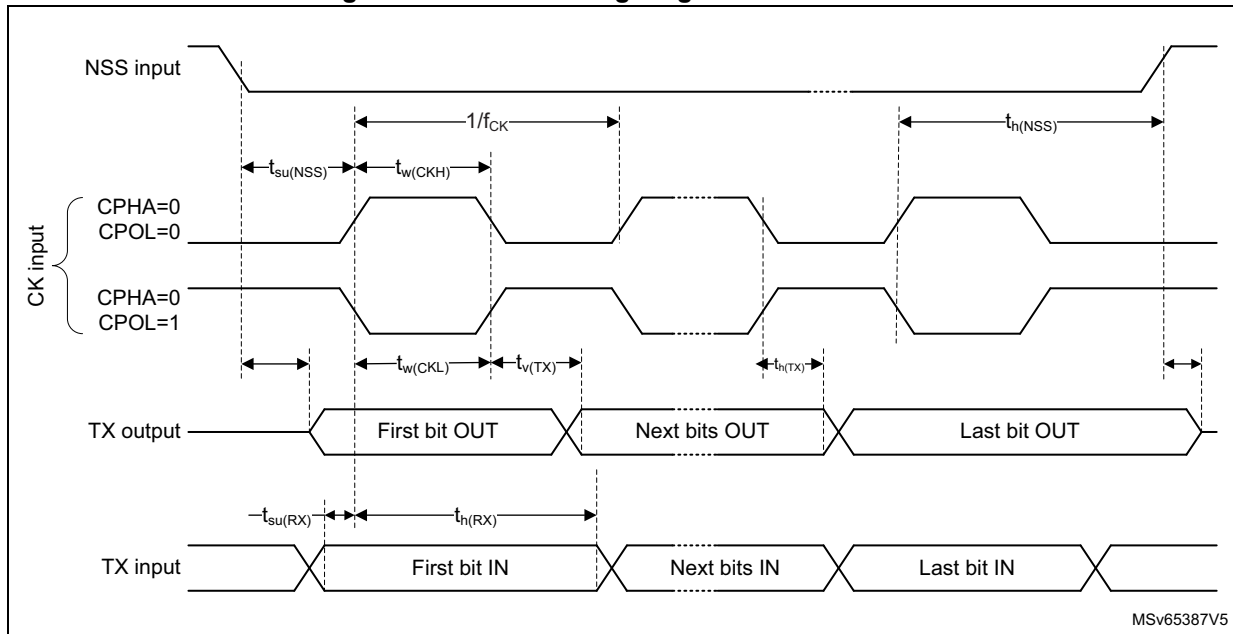 NSS input
1/fCK
th(NSS)
tsu(NSS)
tw(CKH)
CK input
CPHA=0
CPOL=0
CPHA=0
CPOL=1
tw(CKL)
tv(TX)
th(TX)
TX output
First bit OUT
Next bits OUT
Last bit OUT
tsu(RX)
th(RX)
TX input
First bit IN
Next bits IN
Last bit IN
MSv65387V5